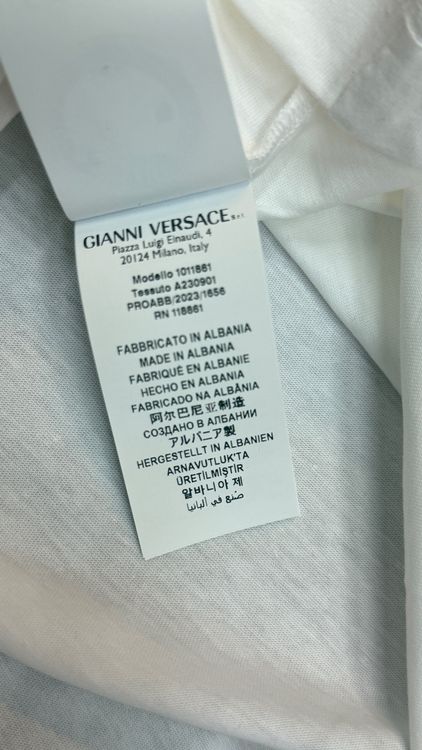 GIANNI VERSACE S.r.l.
Piazza Luigi Einaudi, 4
20124 Milano, Italy
Modello 1011661
Tessuto A230901
PROABB/2023/1656
RN 118661
FABBRICATO IN ALBANIA
MADE IN ALBANIA
FABRIQUÉ EN ALBANIE
HECHO EN ALBANIA
FABRICADO NA ALBÂNIA
阿尔巴尼亚制造
СОЗДАНО В АЛБАНИИ
アルバニア製
HERGESTELLT IN ALBANIEN
ARNAVUTLUK'TA
ÜRETİLMİŞTİR
알바니아 제
صنع في ألبانيا